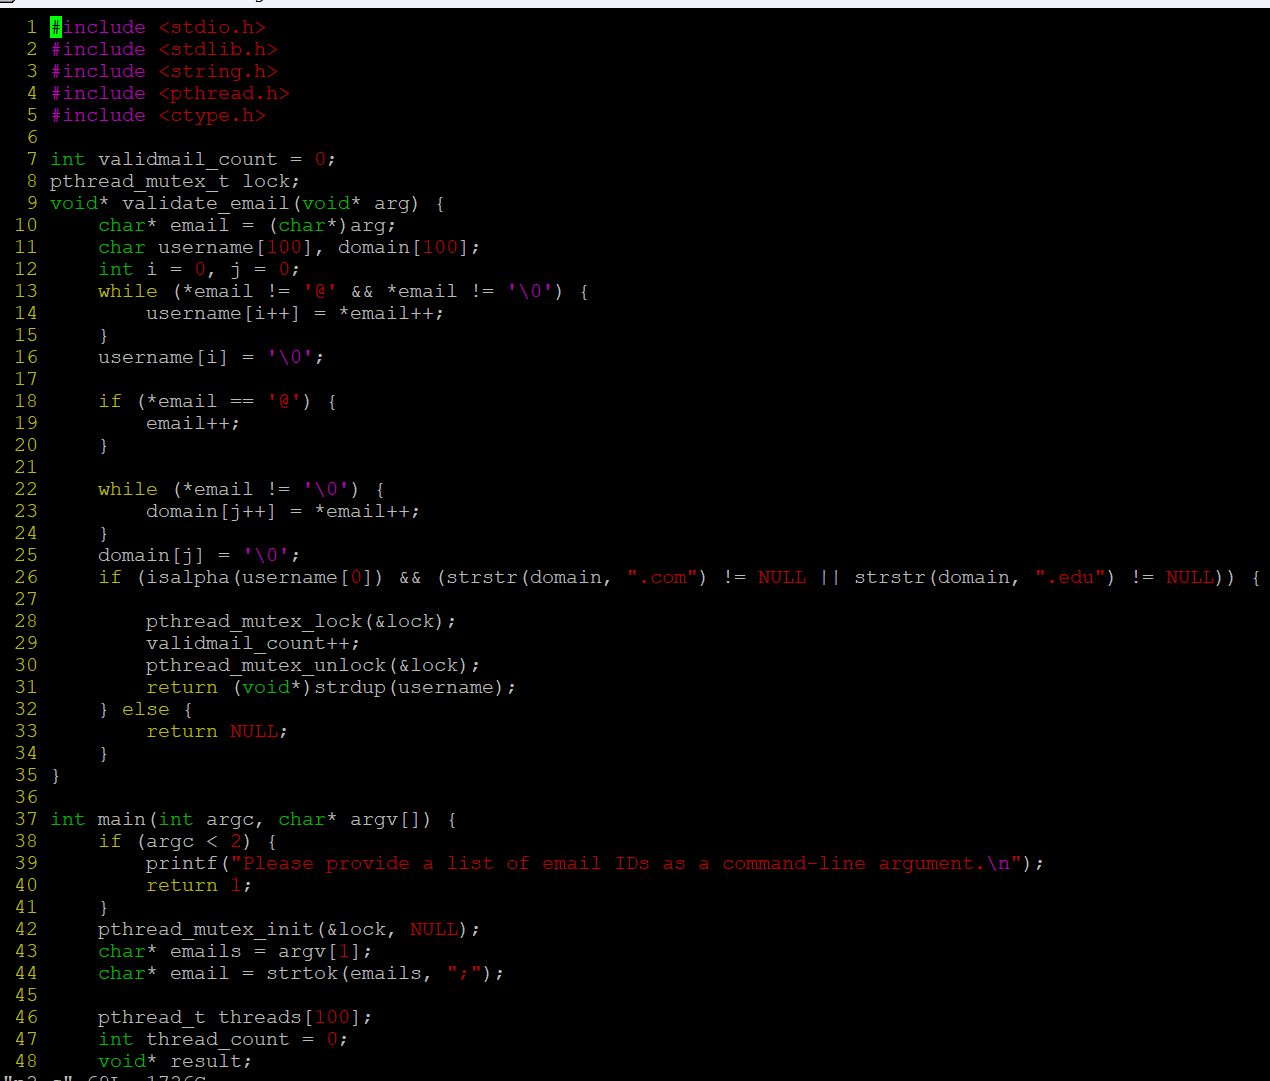 1 #include <stdio.h>
2 #include <stdlib.h>
3 #include <string.h>
4 #include <pthread.h>
5 #include <ctype.h>
6
7 int validmail_count = 0;
8 pthread_mutex_t lock;
9 void* validate_email(void* arg) {
10     char* email = (char*)arg;
11     char username[100], domain[100];
12     int i = 0, j = 0;
13     while (*email != '@' && *email != '\0') {
14         username[i++] = *email++;
15     }
16     username[i] = '\0';
17
18     if (*email == '@') {
19         email++;
20     }
21
22     while (*email != '\0') {
23         domain[j++] = *email++;
24     }
25     domain[j] = '\0';
26     if (isalpha(username[0]) && (strstr(domain, ".com") != NULL || strstr(domain, ".edu") != NULL)) {
27
28         pthread_mutex_lock(&lock);
29         validmail_count++;
30         pthread_mutex_unlock(&lock);
31         return (void*)strdup(username);
32     } else {
33         return NULL;
34     }
35 }
36
37 int main(int argc, char* argv[]) {
38     if (argc < 2) {
39         printf("Please provide a list of email IDs as a command-line argument.\n");
40         return 1;
41     }
42     pthread_mutex_init(&lock, NULL);
43     char* emails = argv[1];
44     char* email = strtok(emails, ";");
45
46     pthread_t threads[100];
47     int thread_count = 0;
48     void* result;